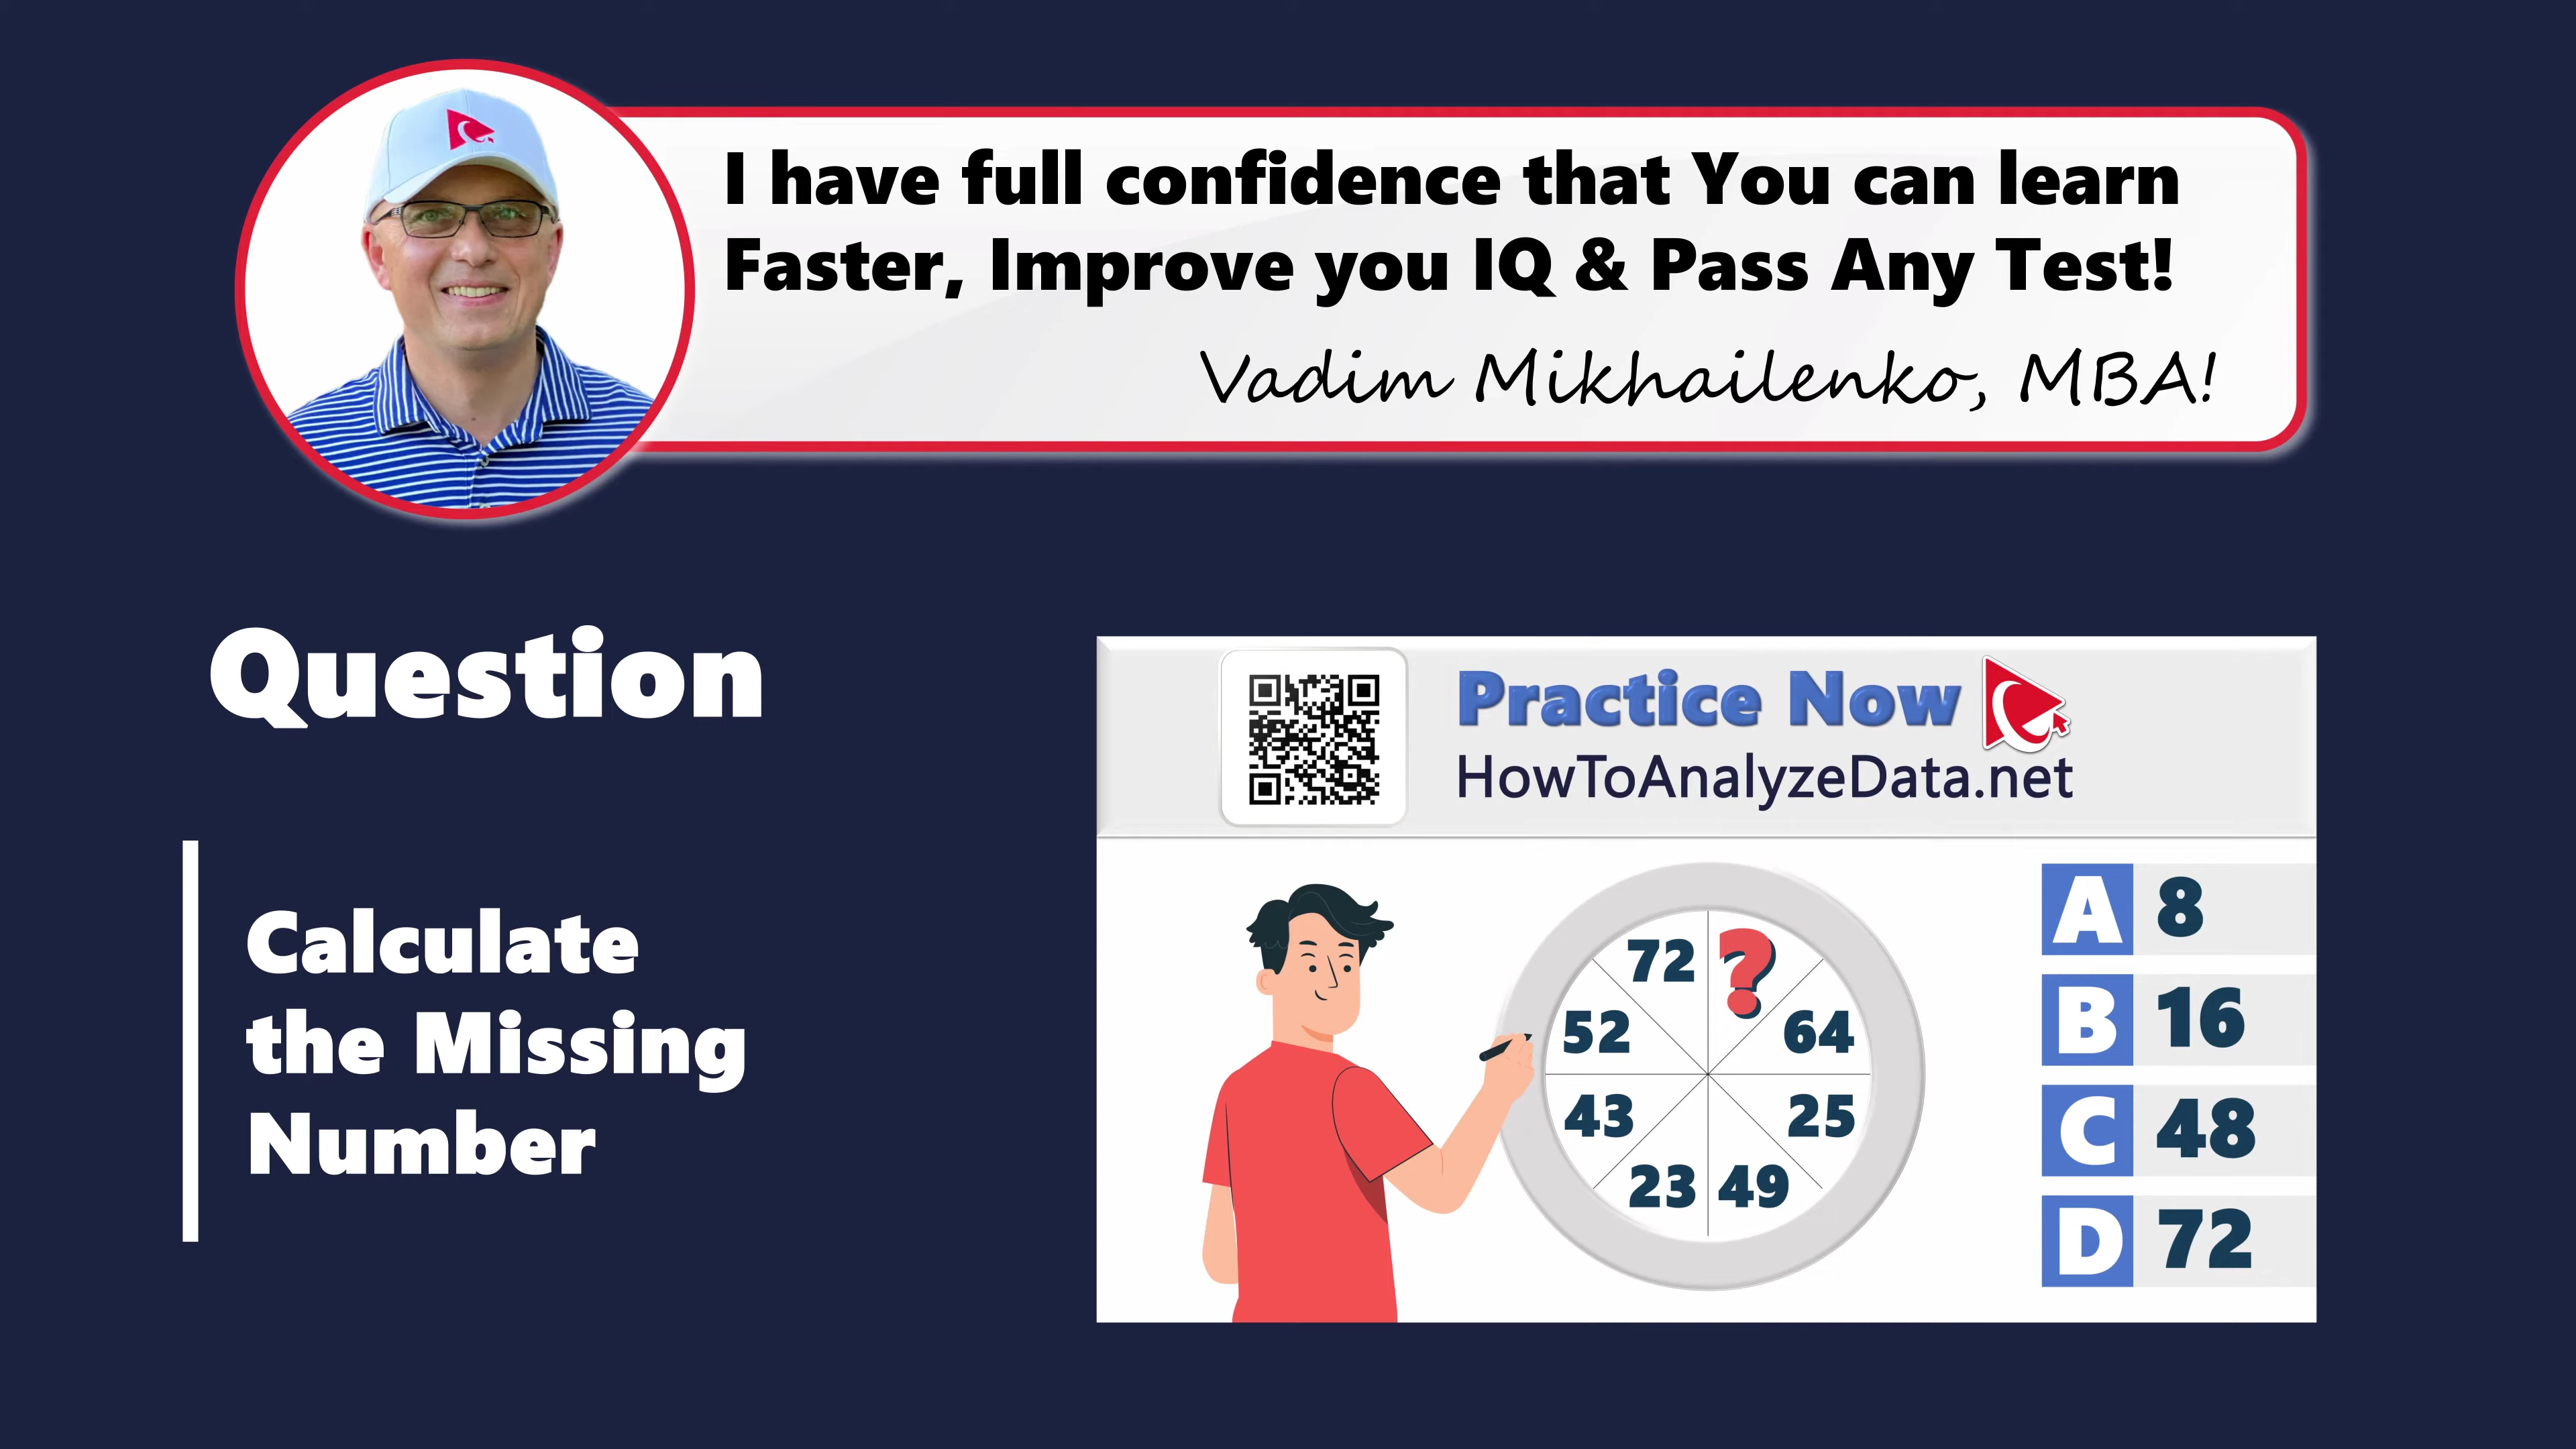 I have full confidence that You can learn
Faster, Improve you IQ & Pass Any Test!
Vadim Mikhailenko, MBA!
Question
Calculate
the Missing
Number
Practice Now
HowToAnalyzeData.net
72 ?
52 64
43 25
23 49
A 8
B 16
C 48
D 72